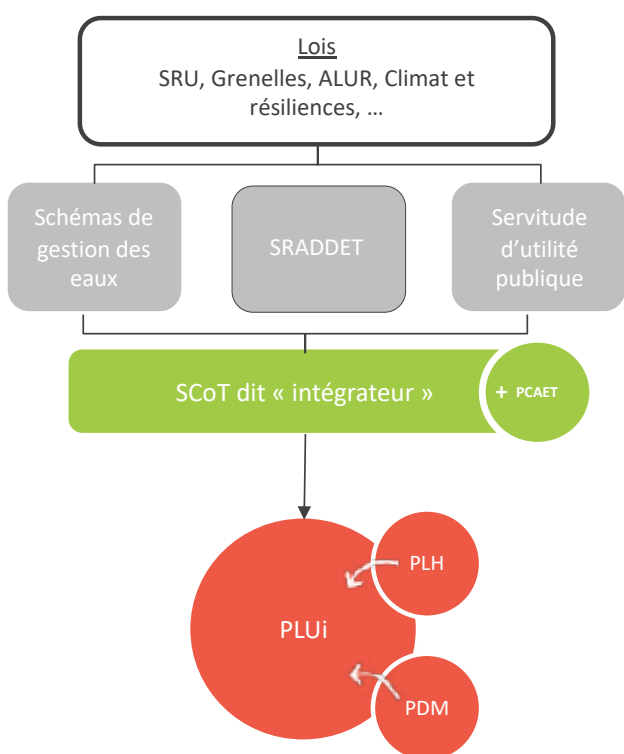 Lois
SRU, Grenelles, ALUR, Climat et
résiliences, …
Schémas de
gestion des
eaux
SRADDET
Servitude
d’utilité
publique
SCoT dit « intégrateur »
+ PCAET
PLH
PLUi
PDM